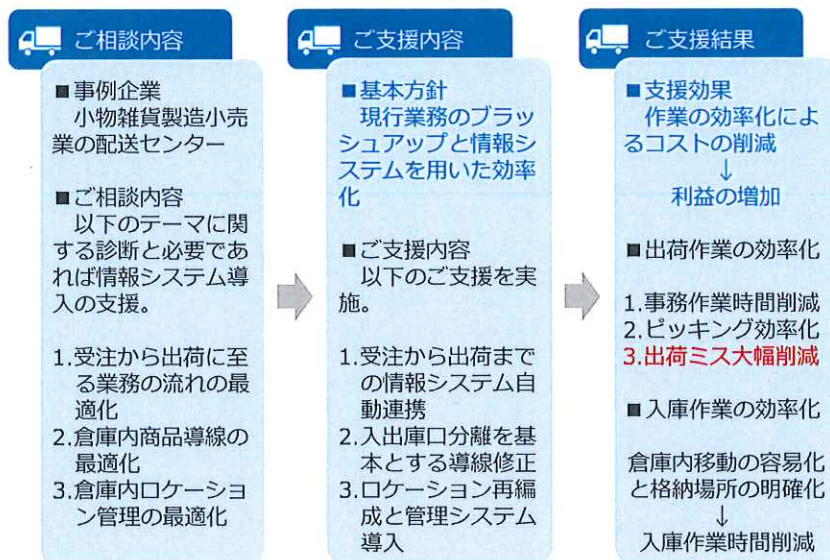 ご相談内容
■事例企業
小物雑貨製造小売
業の配送センター
■ご相談内容
以下のテーマに関
する診断と必要であ
れば情報システム導
入の支援。
1.受注から出荷に至
る業務の流れの最
適化
2.倉庫内商品導線の
最適化
3.倉庫内ロケーショ
ン管理の最適化
ご支援内容
■基本方針
現行業務のブラッ
シュアップと情報シ
ステムを用いた効率
化
■ご支援内容
以下のご支援を実
施。
1.受注から出荷まで
の情報システム自
動連携
2.入出庫口分離を基
本とする導線修正
3.ロケーション再編
成と管理システム
導入
ご支援結果
■支援効果
作業の効率化によ
るコストの削減
↓
利益の増加
■出荷作業の効率化
1.事務作業時間削減
2.ピッキング効率化
3.出荷ミス大幅削減
■入庫作業の効率化
倉庫内移動の容易化
と格納場所の明確化
↓
入庫作業時間削減